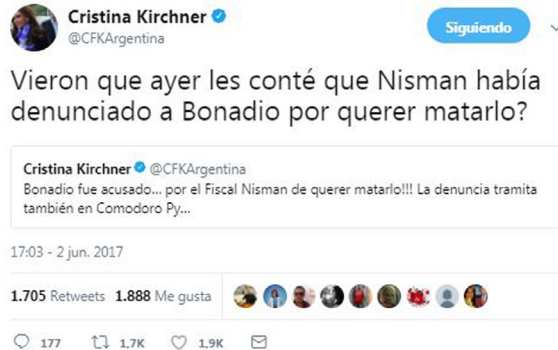 Cristina Kirchner
@CFKArgentina
Siguiendo
Vieron que ayer les conté que Nisman había
denunciado a Bonadio por querer matarlo?
Cristina Kirchner @CFKArgentina
Bonadio fue acusado... por el Fiscal Nisman de querer matarlo!!! La denuncia tramita
también en Comodoro Py...
17:03 - 2 jun. 2017
1.705 Retweets 1.888 Me gusta
177 1,7K 1,9K